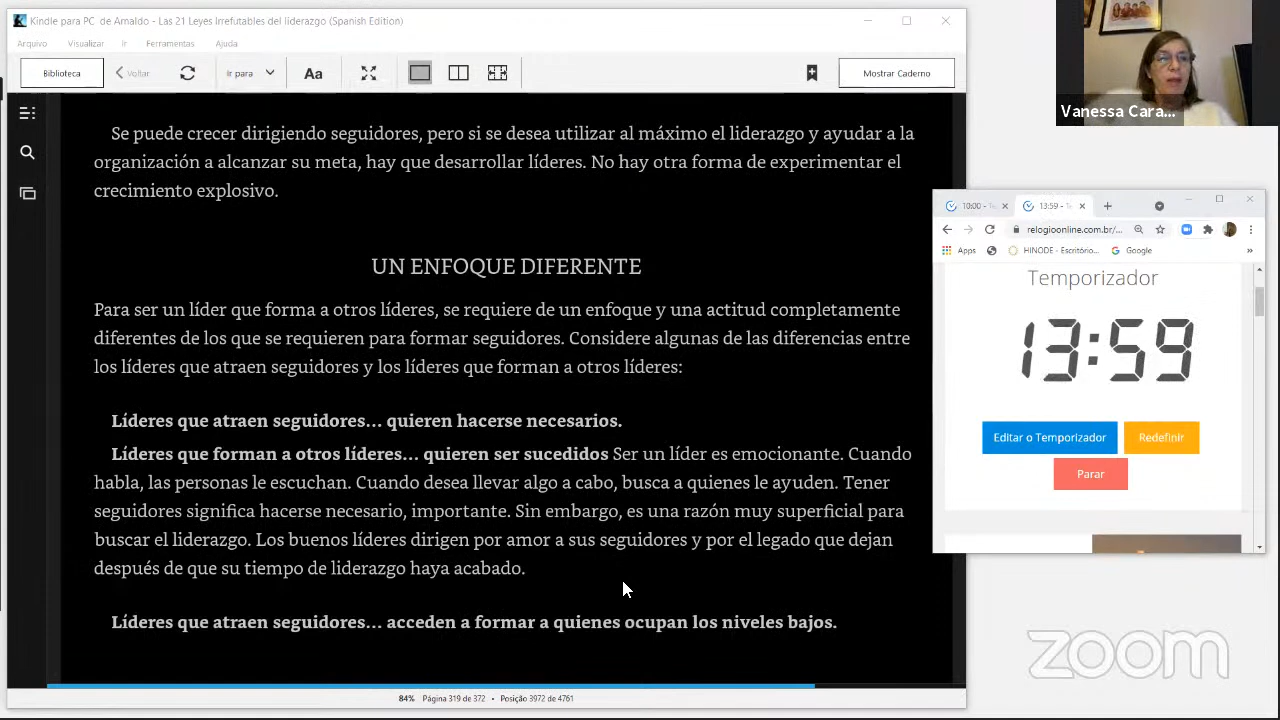 Kindle para PC de Arnaldo - Las 21 Leyes Irrefutables del liderazgo (Spanish Edition)
Arquivo Visualizar Ir Ferramentas Ajuda
Biblioteca Voltar Ir para Aa Mostrar Caderno
Se puede crecer dirigiendo seguidores, pero si se desea utilizar al máximo el liderazgo y ayudar a la
organización a alcanzar su meta, hay que desarrollar líderes. No hay otra forma de experimentar el
crecimiento explosivo.
UN ENFOQUE DIFERENTE
Para ser un líder que forma a otros líderes, se requiere de un enfoque y una actitud completamente
diferentes de los que se requieren para formar seguidores. Considere algunas de las diferencias entre
los líderes que atraen seguidores y los líderes que forman a otros líderes:
Líderes que atraen seguidores... quieren hacerse necesarios.
Líderes que forman a otros líderes... quieren ser sucedidos Ser un líder es emocionante. Cuando
habla, las personas le escuchan. Cuando desea llevar algo a cabo, busca a quienes le ayuden. Tener
seguidores significa hacerse necesario, importante. Sin embargo, es una razón muy superficial para
buscar el liderazgo. Los buenos líderes dirigen por amor a sus seguidores y por el legado que dejan
después de que su tiempo de liderazgo haya acabado.
Líderes que atraen seguidores... acceden a formar a quienes ocupan los niveles bajos.
84% Página 319 de 372 • Posição 3972 de 4761
Vanessa Cara...
10:00 - 13:59 -
relogioonline.com.br/...
Apps HINODE - Escritório... Google »
Temporizador
13:59
Editar o Temporizador Redefinir
Parar
zoom